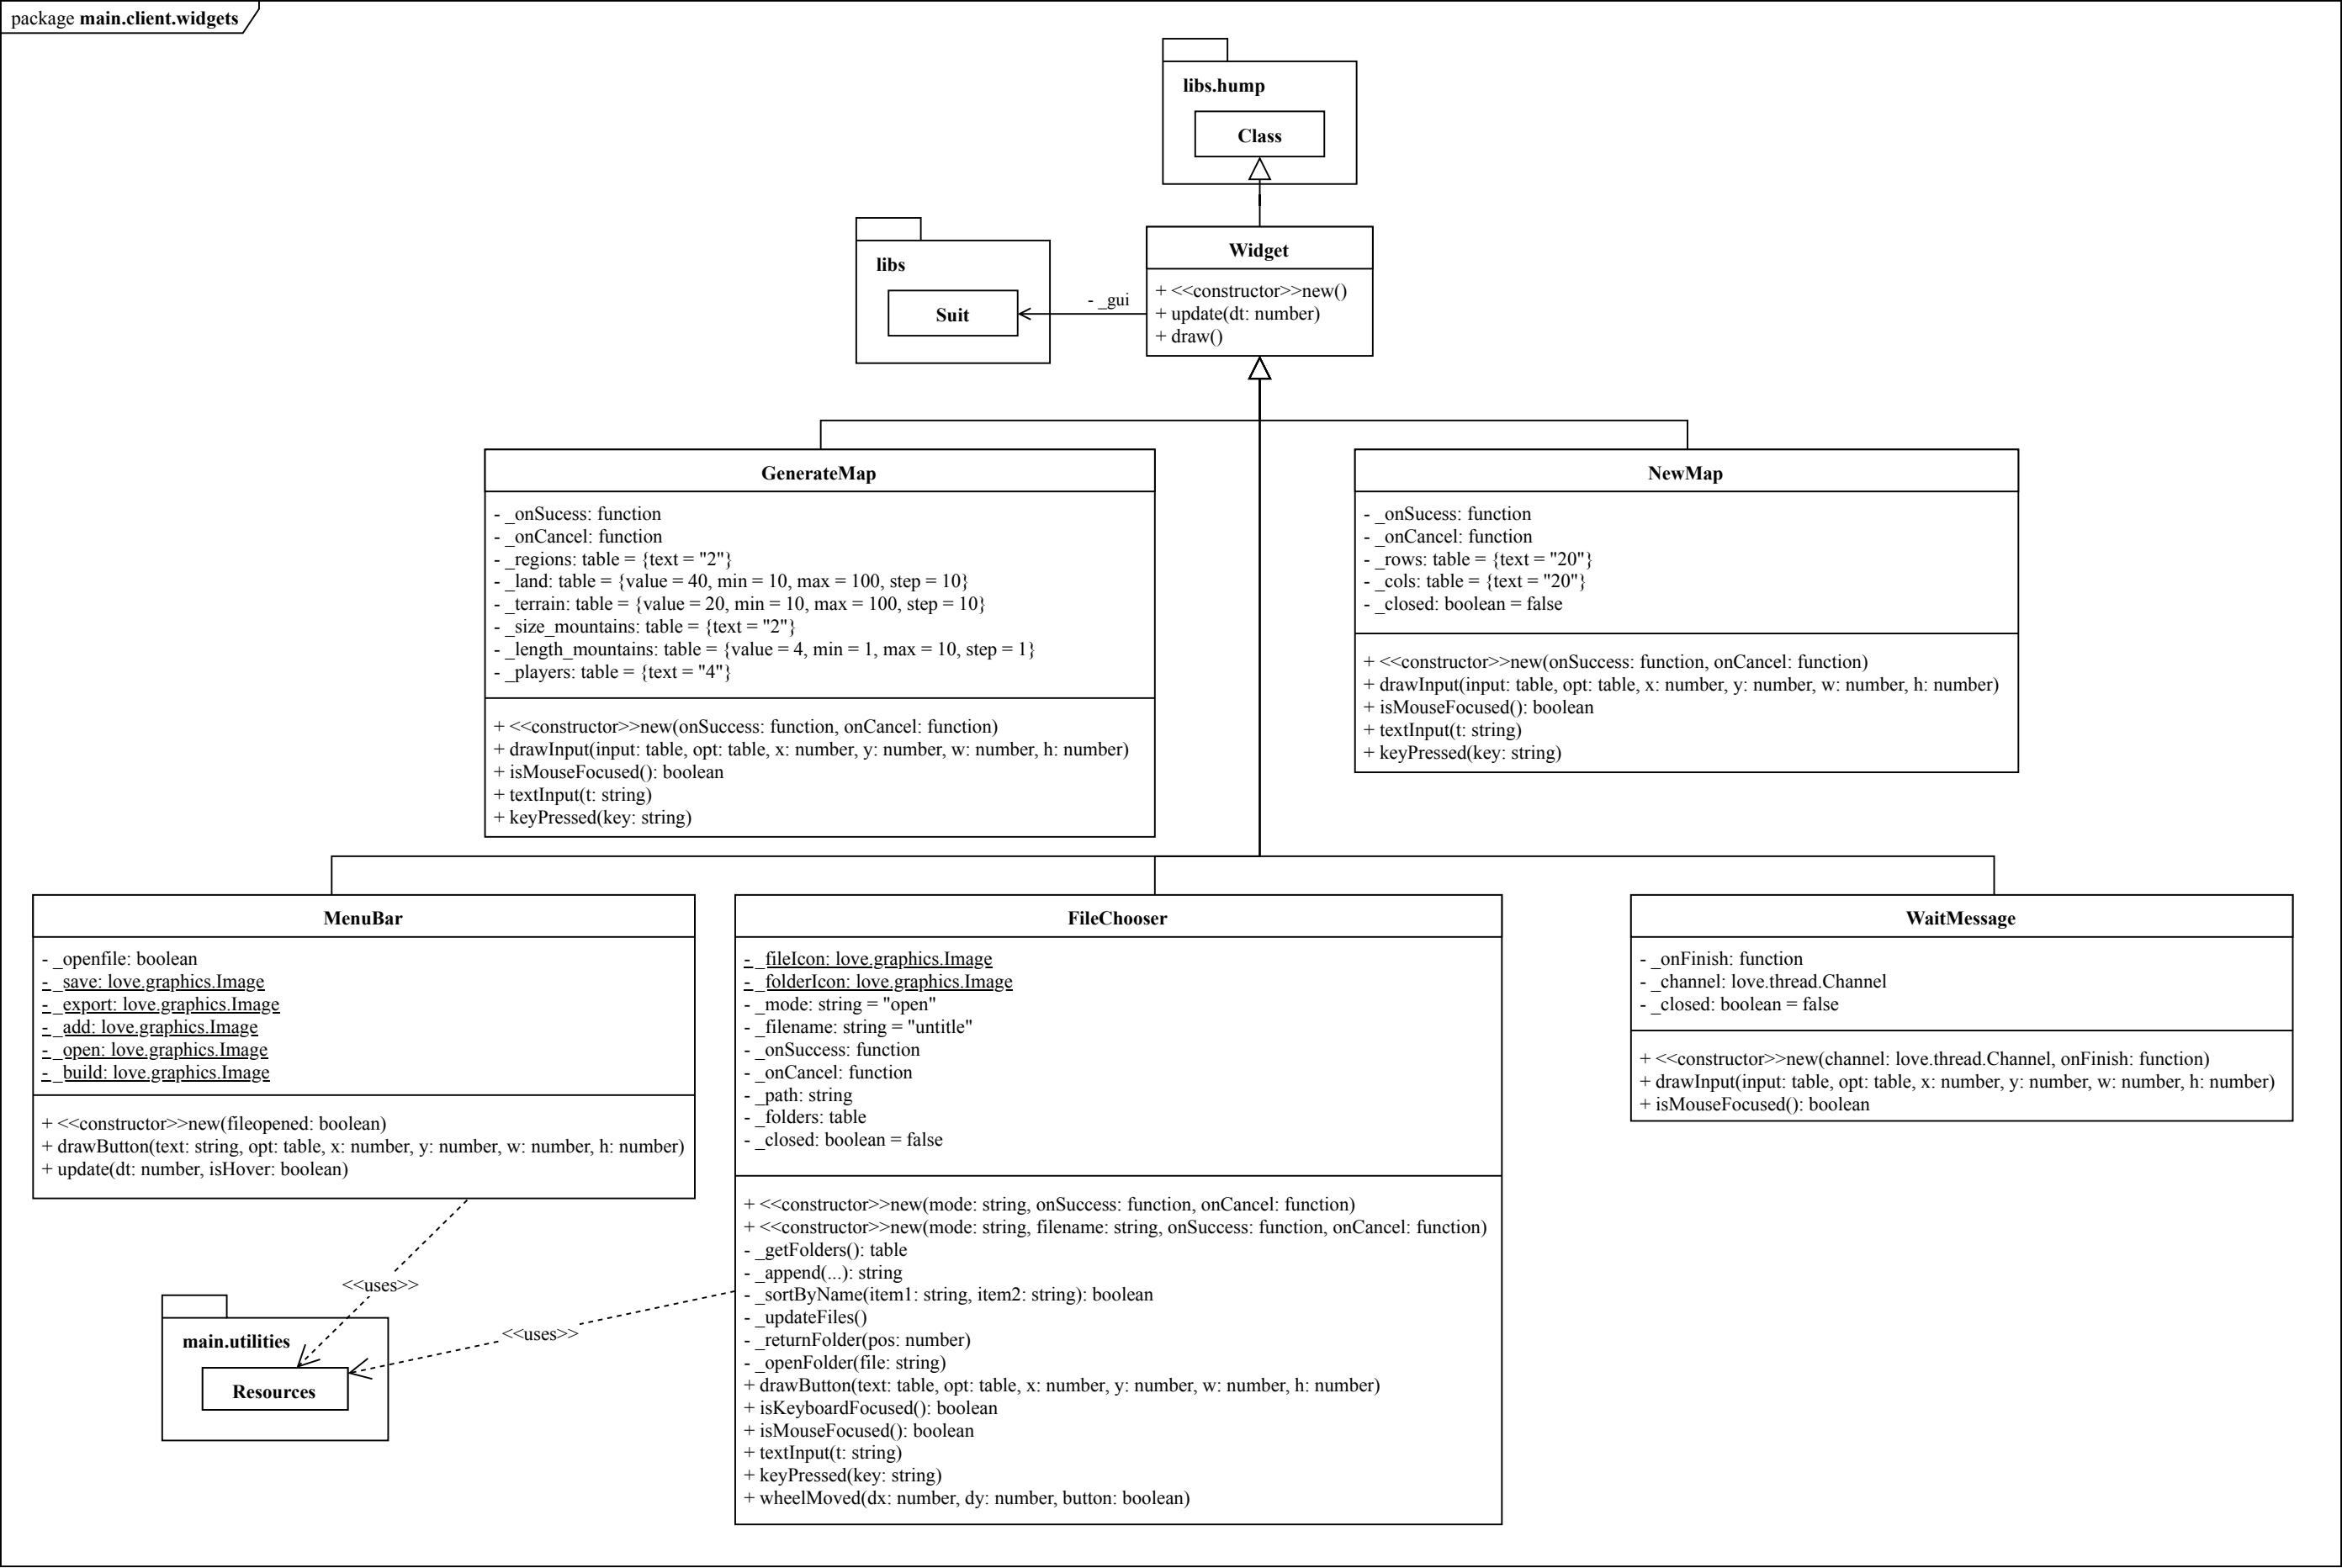 package main.client.widgets
libs.hump
Class
libs
Suit
- _gui
Widget
+ <<constructor>>new()
+ update(dt: number)
+ draw()
GenerateMap
- _onSucess: function
- _onCancel: function
- _regions: table = {text = "2"}
- _land: table = {value = 40, min = 10, max = 100, step = 10}
- _terrain: table = {value = 20, min = 10, max = 100, step = 10}
- _size_mountains: table = {text = "2"}
- _length_mountains: table = {value = 4, min = 1, max = 10, step = 1}
- _players: table = {text = "4"}
+ <<constructor>>new(onSuccess: function, onCancel: function)
+ drawInput(input: table, opt: table, x: number, y: number, w: number, h: number)
+ isMouseFocused(): boolean
+ textInput(t: string)
+ keyPressed(key: string)
NewMap
- _onSucess: function
- _onCancel: function
- _rows: table = {text = "20"}
- _cols: table = {text = "20"}
- _closed: boolean = false
+ <<constructor>>new(onSuccess: function, onCancel: function)
+ drawInput(input: table, opt: table, x: number, y: number, w: number, h: number)
+ isMouseFocused(): boolean
+ textInput(t: string)
+ keyPressed(key: string)
MenuBar
- _openfile: boolean
- _save: love.graphics.Image
- _export: love.graphics.Image
- _add: love.graphics.Image
- _open: love.graphics.Image
- _build: love.graphics.Image
+ <<constructor>>new(fileopened: boolean)
+ drawButton(text: string, opt: table, x: number, y: number, w: number, h: number)
+ update(dt: number, isHover: boolean)
FileChooser
- _fileIcon: love.graphics.Image
- _folderIcon: love.graphics.Image
- _mode: string = "open"
- _filename: string = "untitle"
- _onSuccess: function
- _onCancel: function
- _path: string
- _folders: table
- _closed: boolean = false
+ <<constructor>>new(mode: string, onSuccess: function, onCancel: function)
+ <<constructor>>new(mode: string, filename: string, onSuccess: function, onCancel: function)
- _getFolders(): table
- _append(...): string
- _sortByName(item1: string, item2: string): boolean
- _updateFiles()
- _returnFolder(pos: number)
- _openFolder(file: string)
+ drawButton(text: table, opt: table, x: number, y: number, w: number, h: number)
+ isKeyboardFocused(): boolean
+ isMouseFocused(): boolean
+ textInput(t: string)
+ keyPressed(key: string)
+ wheelMoved(dx: number, dy: number, button: boolean)
WaitMessage
- _onFinish: function
- _channel: love.thread.Channel
- _closed: boolean = false
+ <<constructor>>new(channel: love.thread.Channel, onFinish: function)
+ drawInput(input: table, opt: table, x: number, y: number, w: number, h: number)
+ isMouseFocused(): boolean
<<uses>>
<<uses>>
main.utilities
Resources